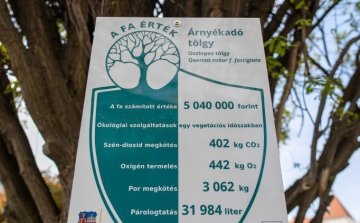 A FA ÉRTÉK
Árnyékadó
tölgy
Oszlopos tölgy
Quercus robur f. fastigiata
A fa számított értéke 5 040 000 forint
Ökológiai szolgáltatások egy vegetációs időszakban
Szén-dioxid megkötés 402 kg CO2
Oxigén termelés 442 kg O2
Por megkötés 3 062 kg
Párologtatás 31 984 liter